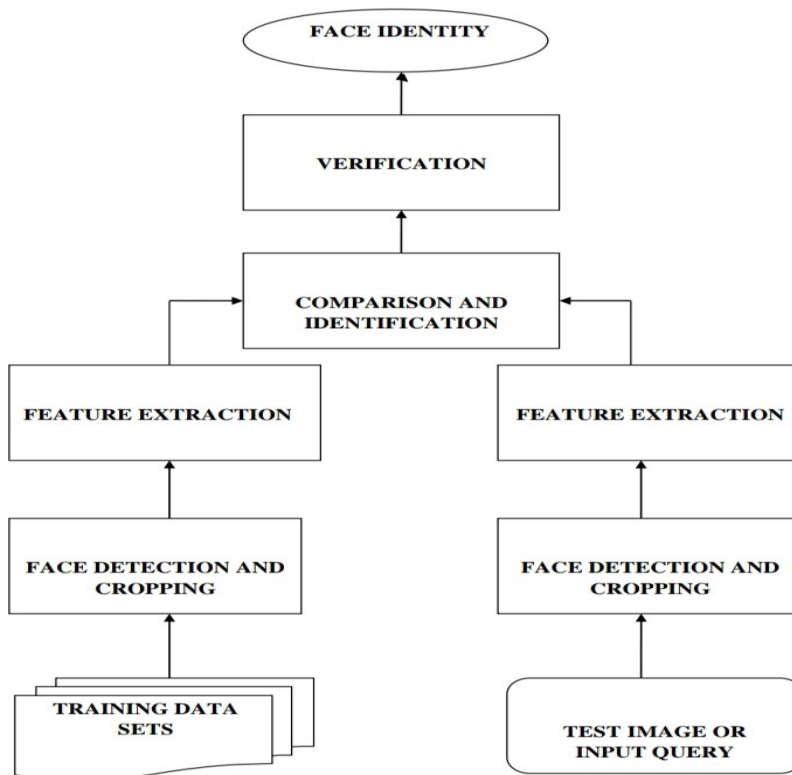 FACE IDENTITY
VERIFICATION
COMPARISON AND
IDENTIFICATION
FEATURE EXTRACTION
FEATURE EXTRACTION
FACE DETECTION AND
CROPPING
FACE DETECTION AND
CROPPING
TRAINING DATA
SETS
TEST IMAGE OR
INPUT QUERY